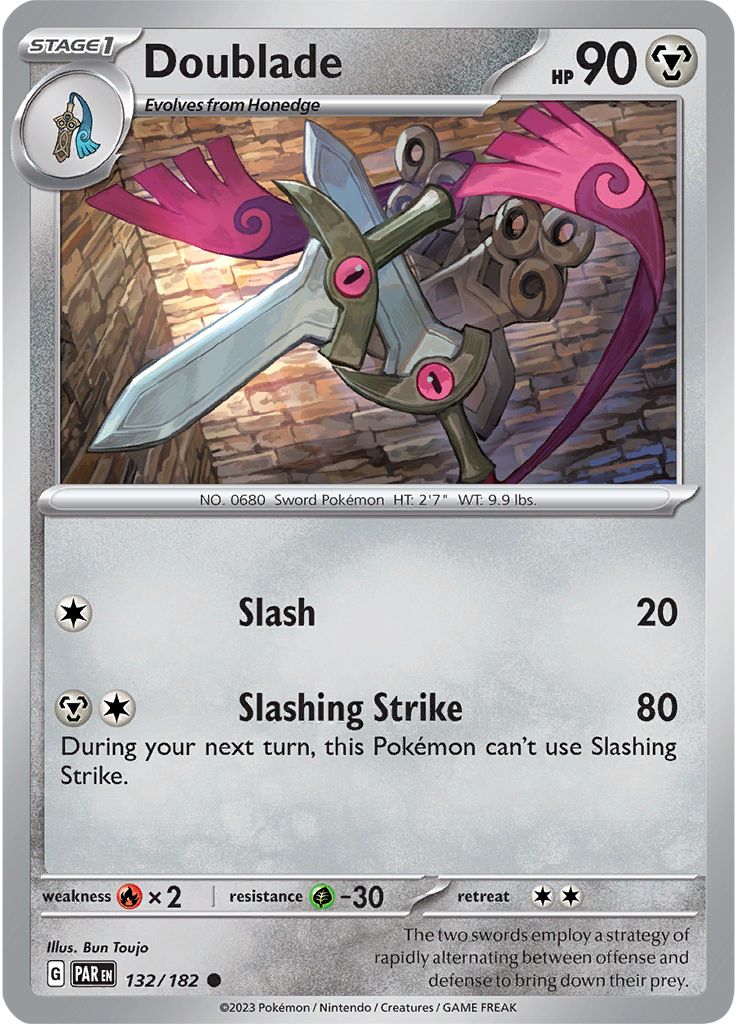 STAGE 1
Doublade
HP 90
Evolves from Honedge
NO. 0680 Sword Pokémon HT: 2'7" WT: 9.9 lbs.
Slash 20
Slashing Strike 80
During your next turn, this Pokémon can't use Slashing
Strike.
weakness ×2 resistance -30 retreat
Illus. Bun Toujo
The two swords employ a strategy of
rapidly alternating between offense and
defense to bring down their prey.
G PAR EN 132/182
©2023 Pokémon / Nintendo / Creatures / GAME FREAK